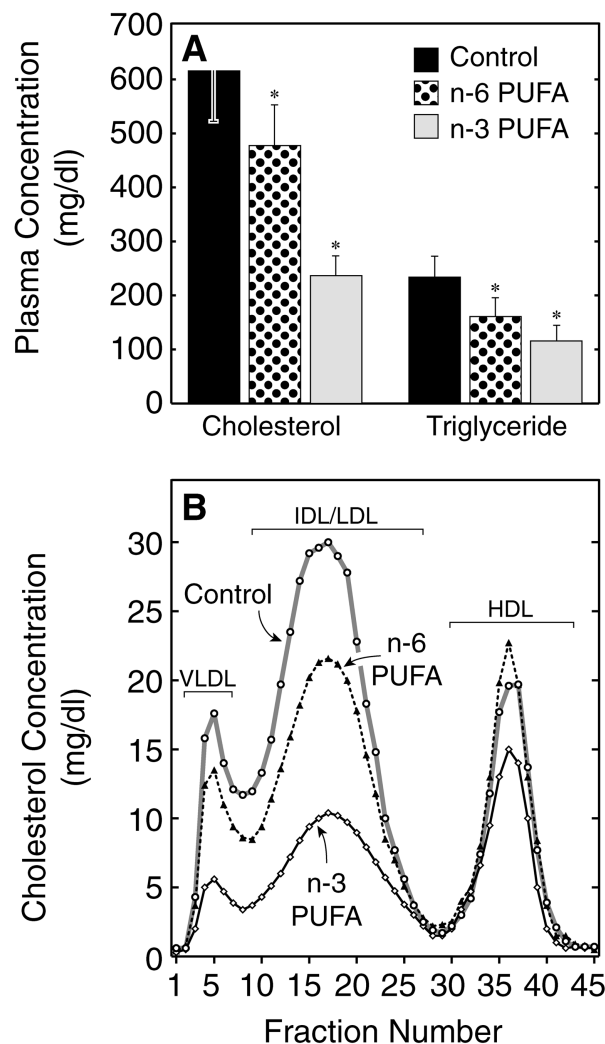 A
Control
n-6 PUFA
n-3 PUFA
Plasma Concentration
(mg/dl)
700
600
500
400
300
200
100
0
*
*
*
*
Cholesterol
Triglyceride
B
IDL/LDL
Control
n-6
PUFA
VLDL
HDL
n-3
PUFA
Cholesterol Concentration
(mg/dl)
30
25
20
15
10
5
0
1 5 10 15 20 25 30 35 40 45
Fraction Number